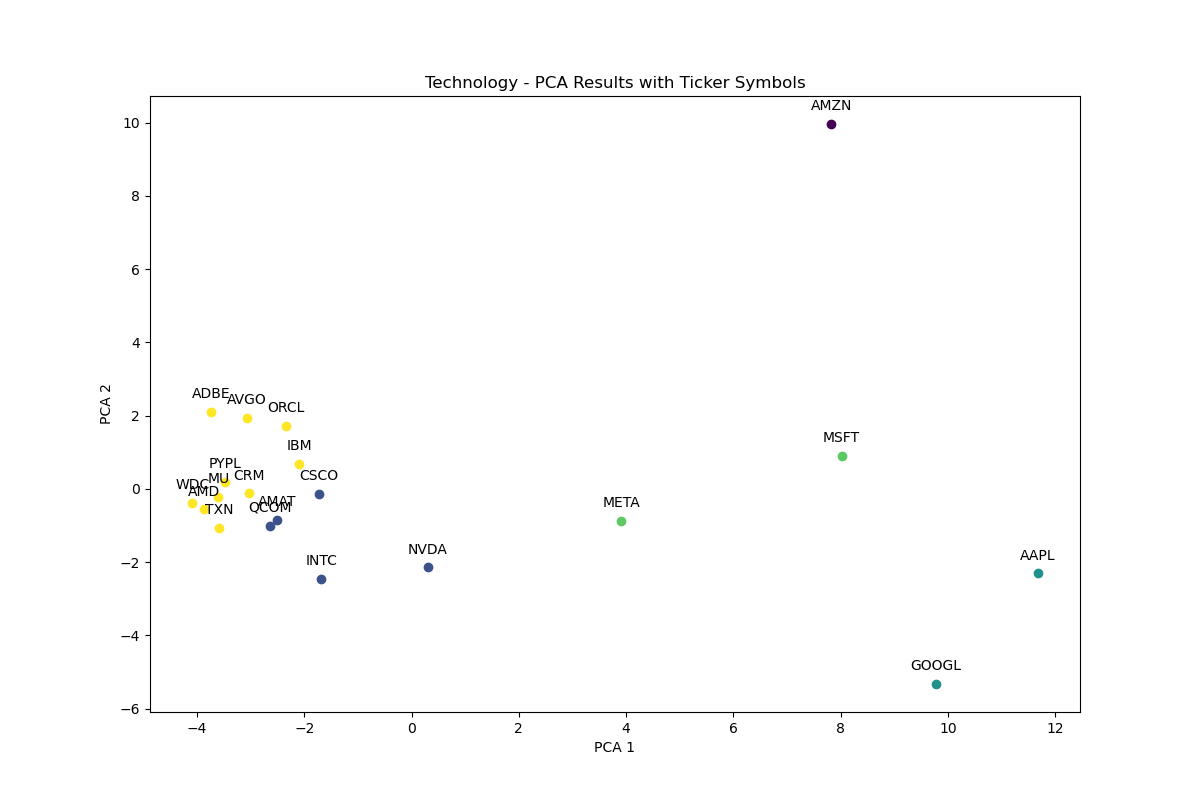 Technology - PCA Results with Ticker Symbols
PCA 2
10
8
6
4
2
0
−2
−4
−6
AMZN
ADBE
AVGO
ORCL
IBM
MSFT
PYPL
CRM
CSCO
MU
WDC
AMD
AMAT
QCOM
TXN
META
NVDA
INTC
AAPL
GOOGL
−4 −2 0 2 4 6 8 10 12
PCA 1